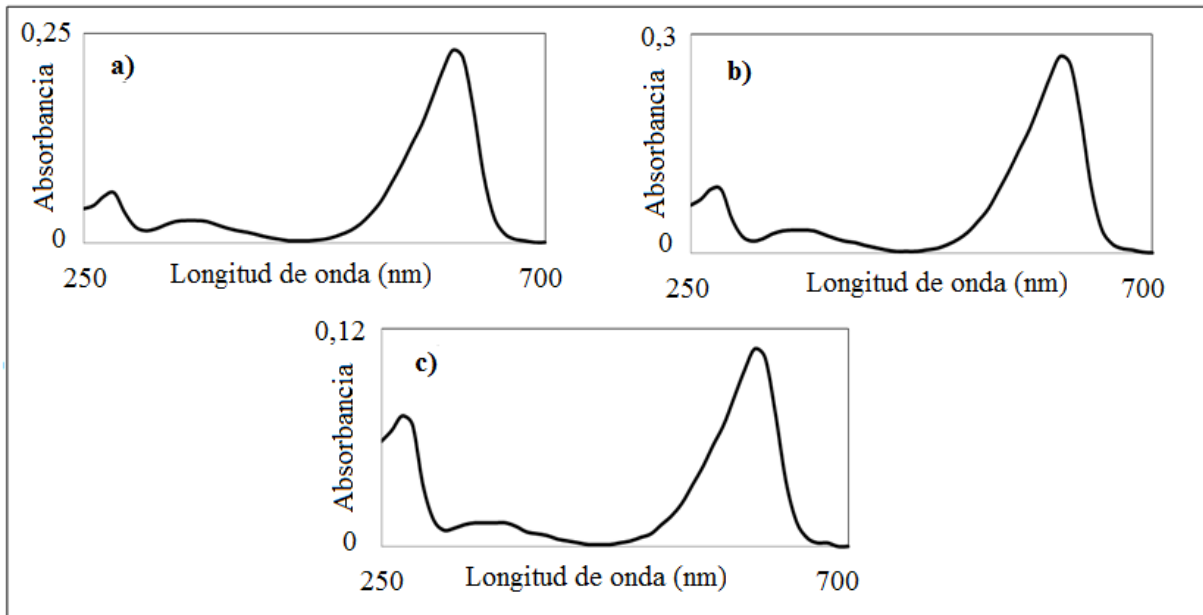 0,25
a)
Absorbancia
0
250
Longitud de onda (nm)
700
0,3
b)
Absorbancia
0
250
Longitud de onda (nm)
700
0,12
c)
Absorbancia
0
250
Longitud de onda (nm)
700